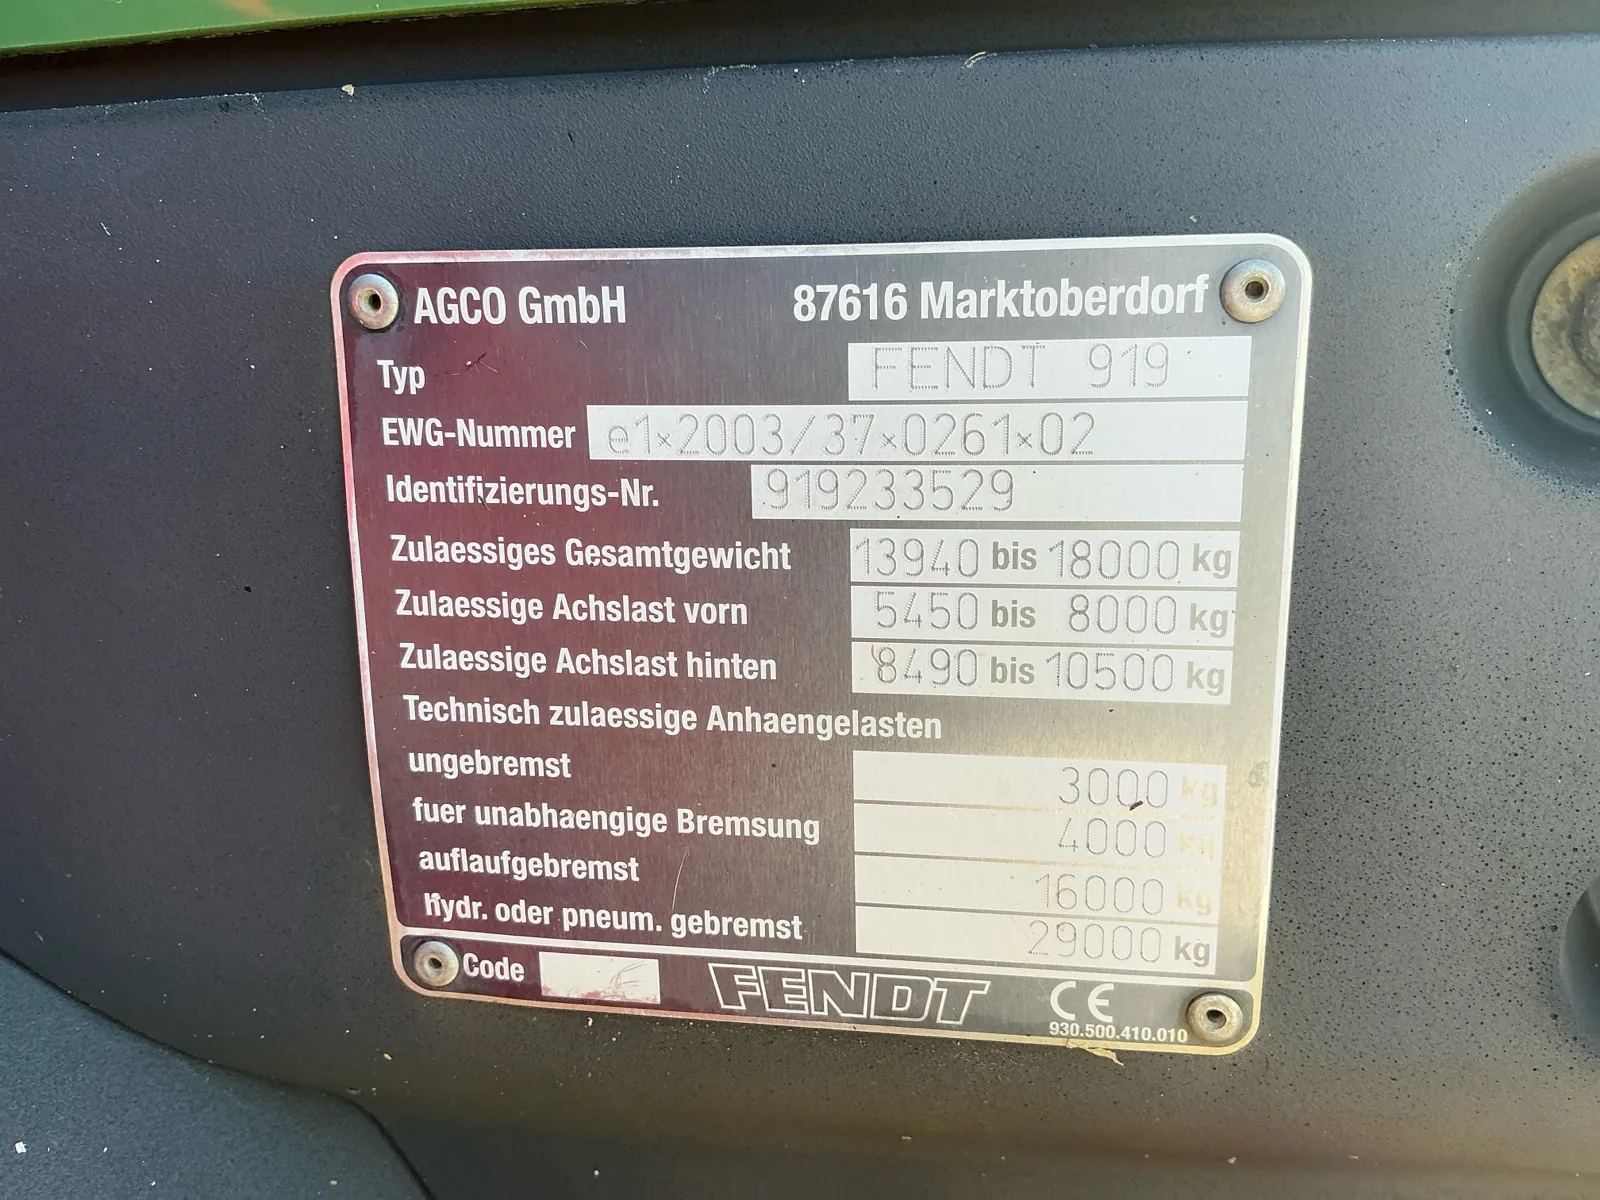 AGCO GmbH 87616 Marktoberdorf
Typ FENDT 919
EWG-Nummer e1×2003/37×0261×02
Identifizierungs-Nr. 919233529
Zulaessiges Gesamtgewicht 13940 bis 18000 kg
Zulaessige Achslast vorn 5450 bis 8000 kg
Zulaessige Achslast hinten 8490 bis 10500 kg
Technisch zulaessige Anhaengelasten
ungebremst 3000 kg
fuer unabhaengige Bremsung 4000 kg
auflaufgebremst 16000 kg
hydr. oder pneum. gebremst 29000 kg
Code FENDT CE
930.500.410.010